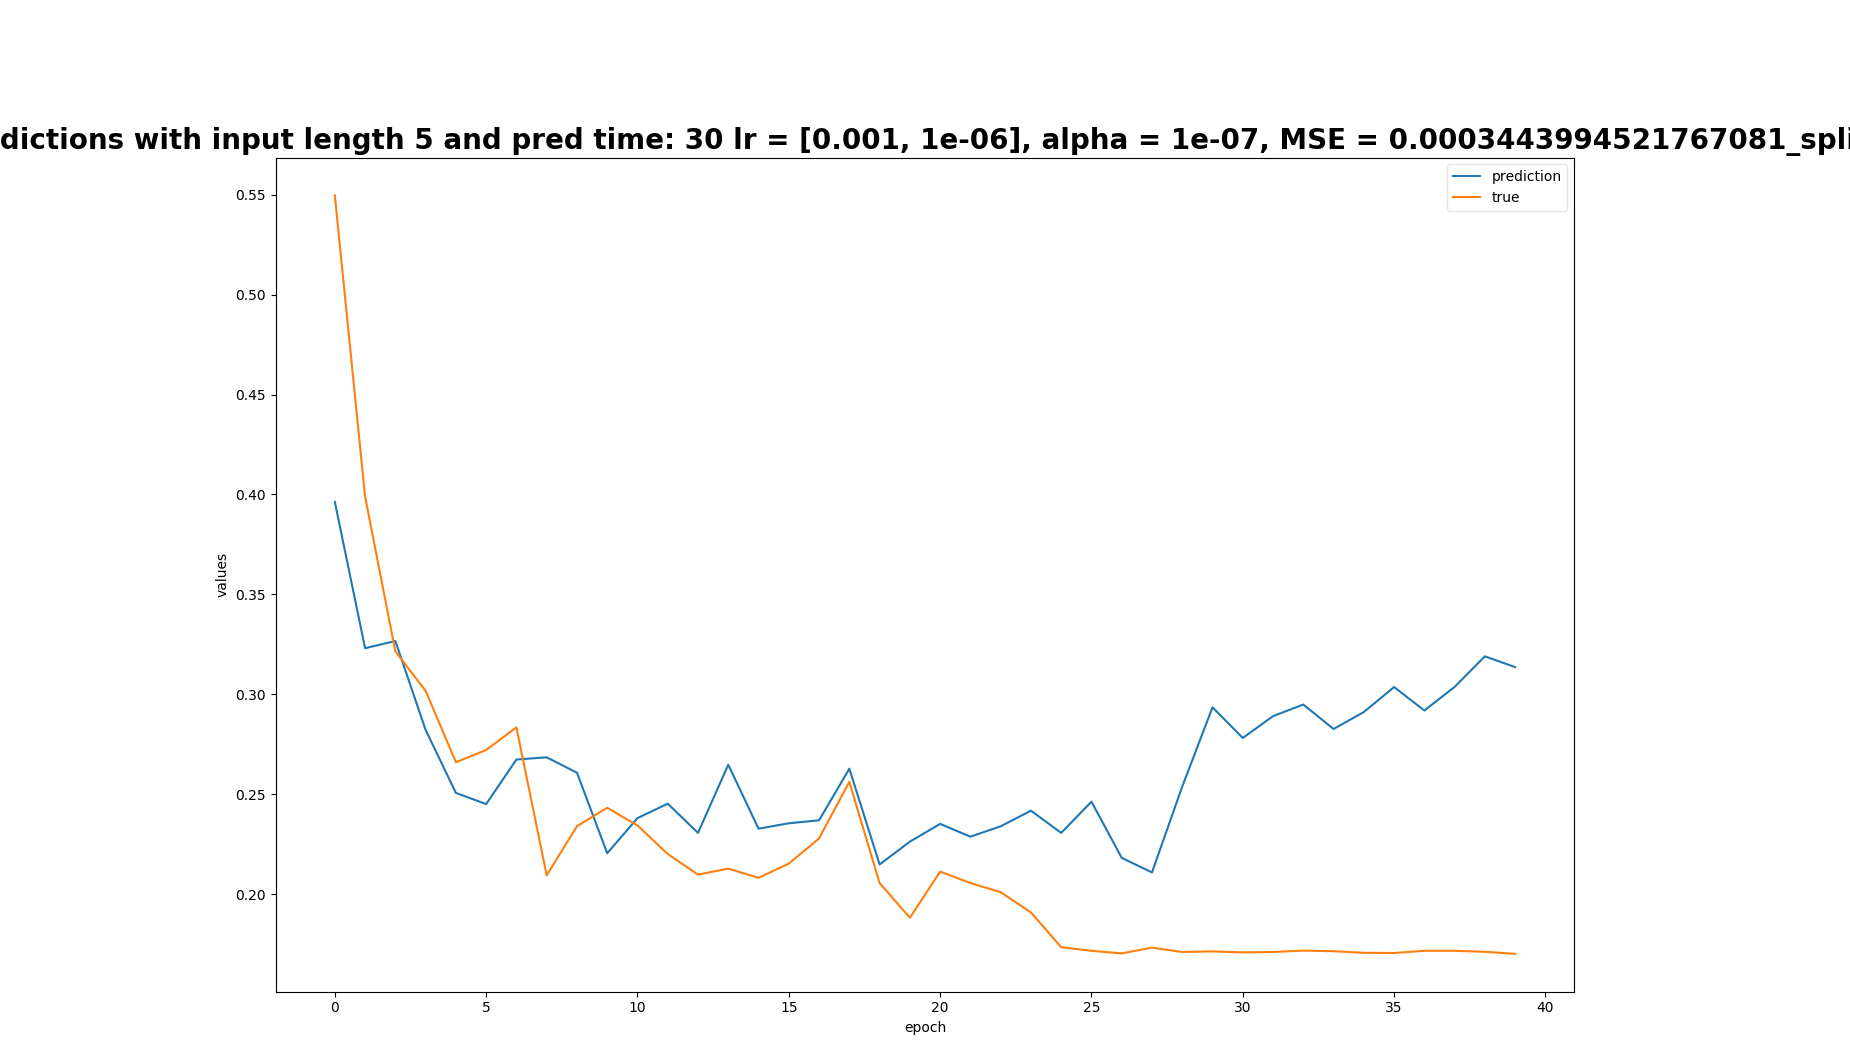 dictions with input length 5 and pred time: 30 lr = [0.001, 1e-06], alpha = 1e-07, MSE = 0.0003443994521767081_spli
prediction
true
0.55
0.50
0.45
0.40
0.35
0.30
0.25
0.20
values
0 5 10 15 20 25 30 35 40
epoch